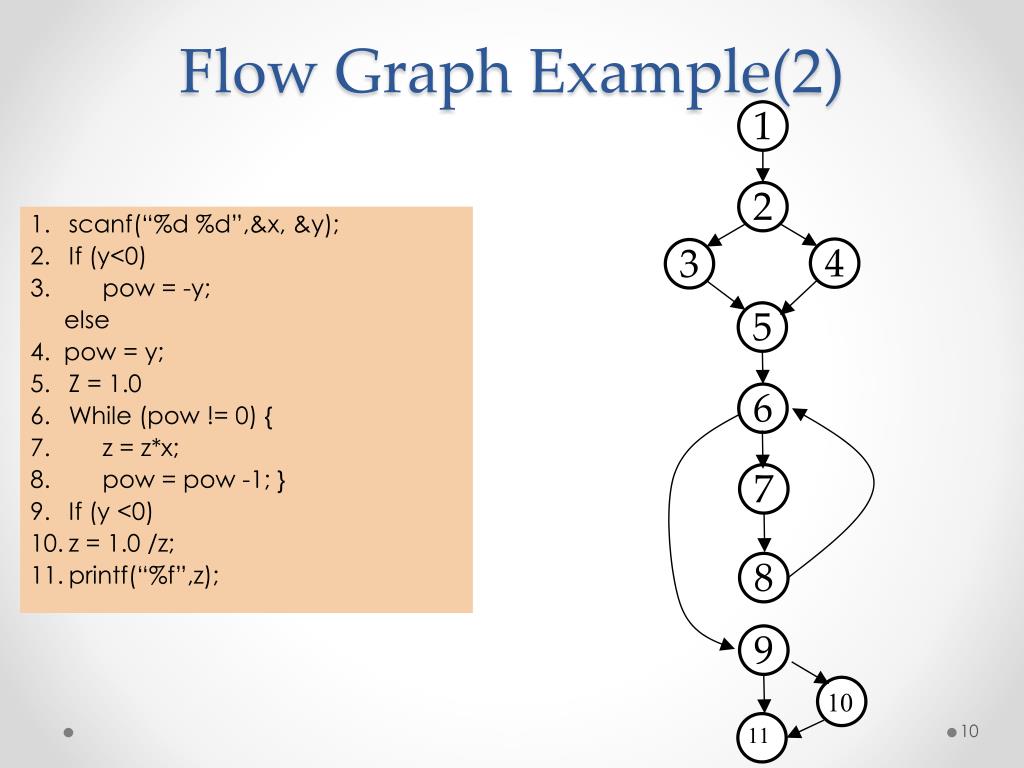 Flow Graph Example(2)
1. scanf(“%d %d”,&x, &y);
2. If (y<0)
3. pow = -y;
else
4. pow = y;
5. Z = 1.0
6. While (pow != 0) {
7. z = z*x;
8. pow = pow -1; }
9. If (y <0)
10. z = 1.0 /z;
11. printf(“%f”,z);
1
2
3 4
5
6
7
8
9
10
11
10